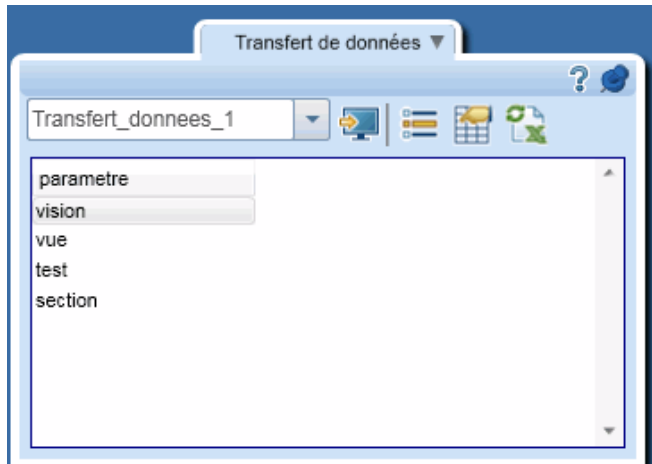 Transfert de données ▼
?
Transfert_donnees_1
parametre
vision
vue
test
section